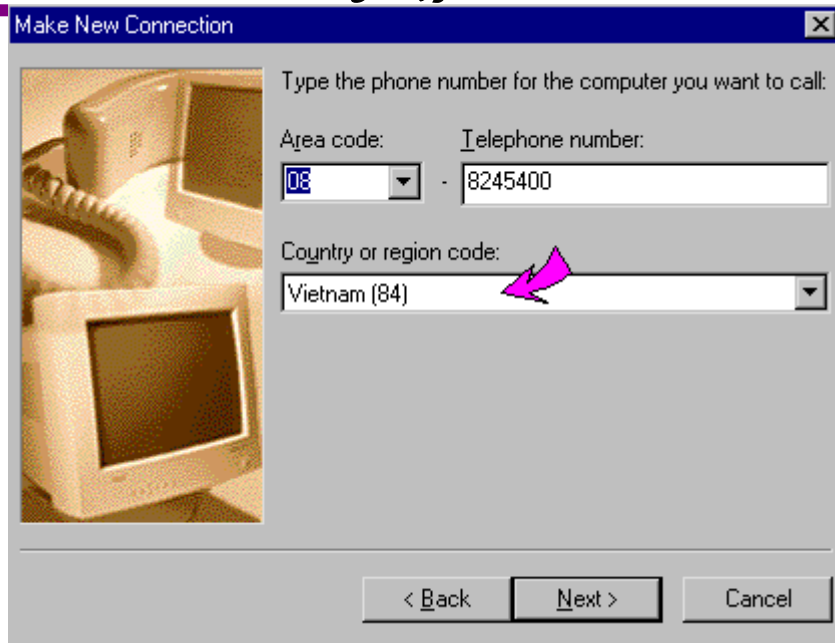 Make New Connection
Type the phone number for the computer you want to call:
Area code: Telephone number:
08 - 8245400
Country or region code:
Vietnam (84)
< Back Next > Cancel